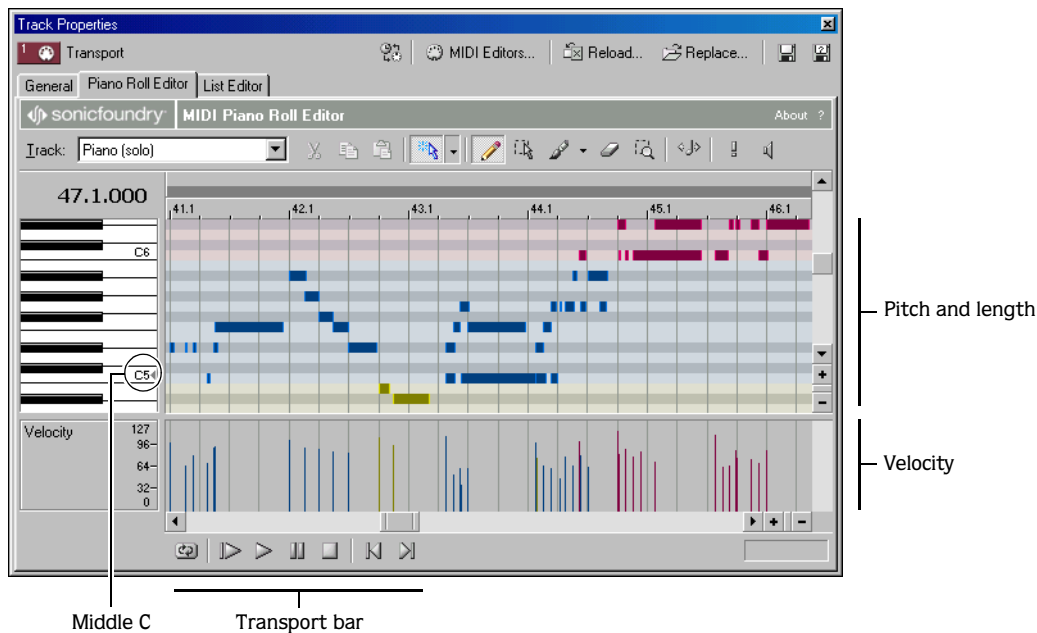 Track Properties
1 Transport MIDI Editors... Reload... Replace...
General Piano Roll Editor List Editor
sonicfoundry MIDI Piano Roll Editor About ?
Track: Piano (solo)
47.1.000
41.1 42.1 43.1 44.1 45.1 46.1
C6
Pitch and length
C5
Velocity 127
96
64
32
0
Velocity
Middle C Transport bar